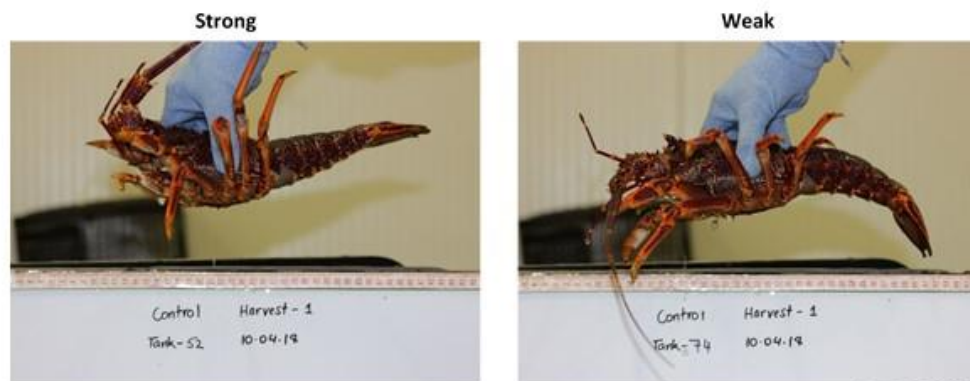 Strong
Weak
Control Harvest - 1
Tank-52 10.04.18
Control Harvest - 1
Tank-74 10.04.18